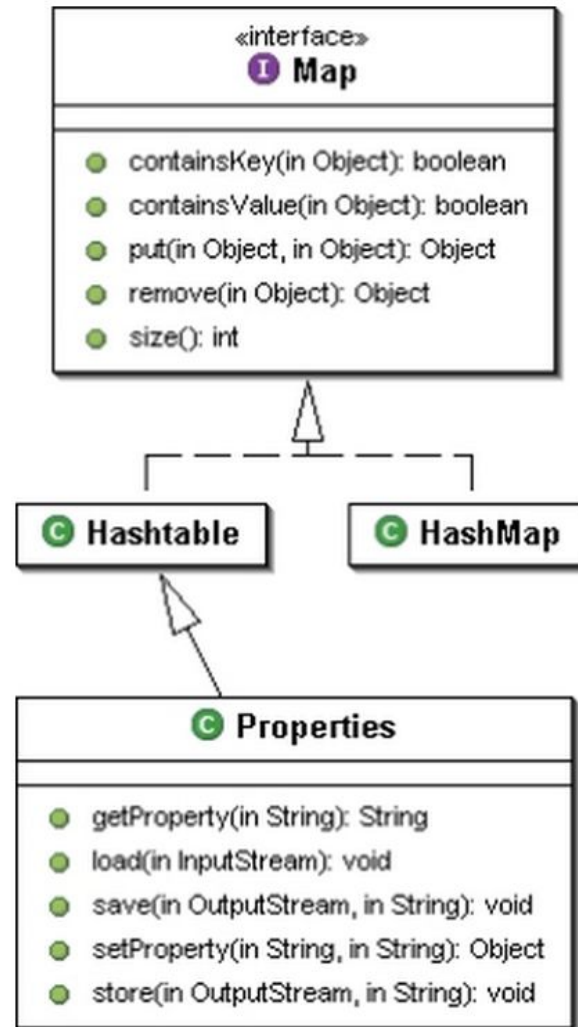 «interface»
I Map
containsKey(in Object): boolean
containsValue(in Object): boolean
put(in Object, in Object): Object
remove(in Object): Object
size(): int
C Hashtable
C HashMap
C Properties
getProperty(in String): String
load(in InputStream): void
save(in OutputStream, in String): void
setProperty(in String, in String): Object
store(in OutputStream, in String): void